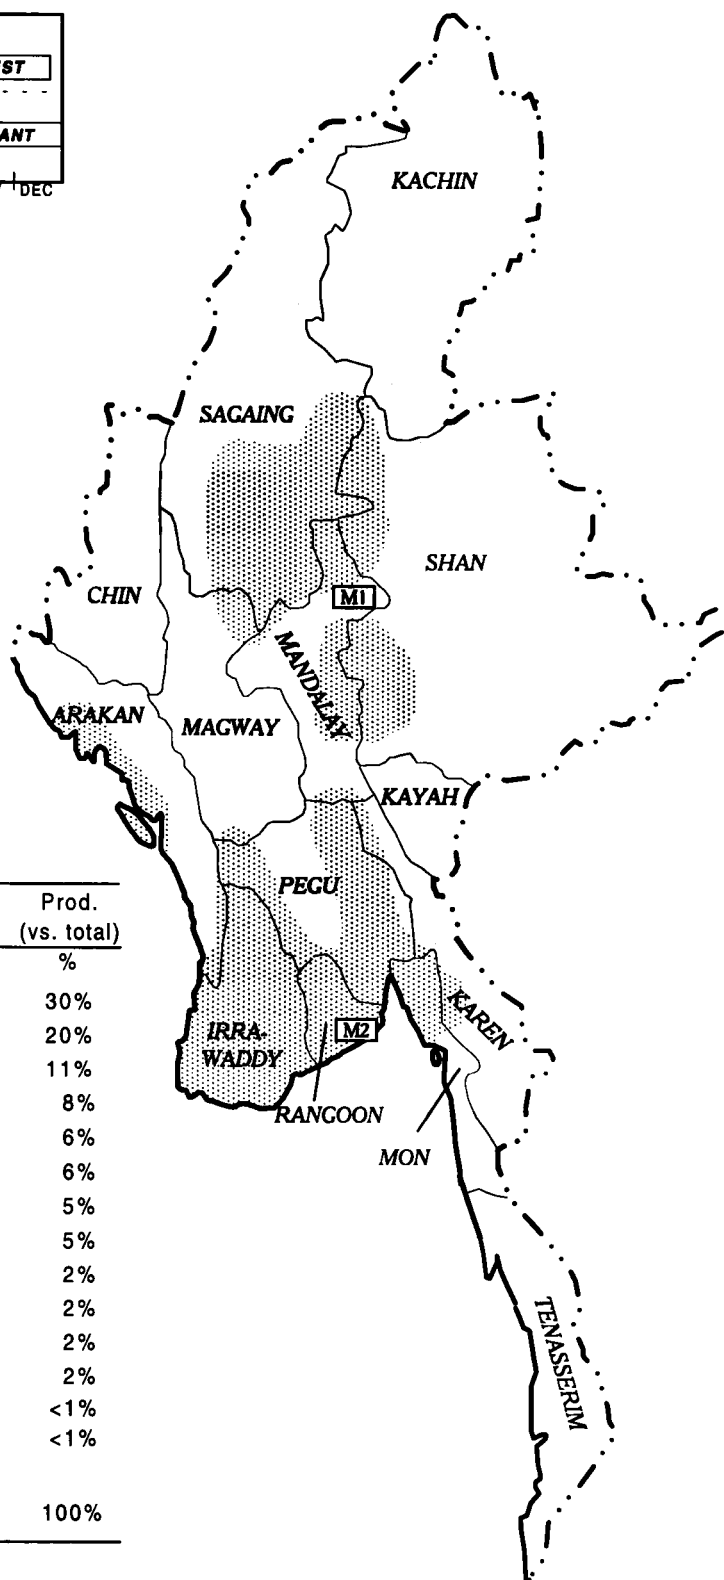 ST
ANT
DEC
KACHIN
SAGAING
SHAN
CHIN
M1
MANDALAY
ARAKAN
MAGWAY
KAYAH
PEGU
KAREN
IRRA-
WADDY
M2
RANGOON
MON
TENASSERIM
Prod.
(vs. total)
%
30%
20%
11%
8%
6%
6%
5%
5%
2%
2%
2%
2%
<1%
<1%
100%